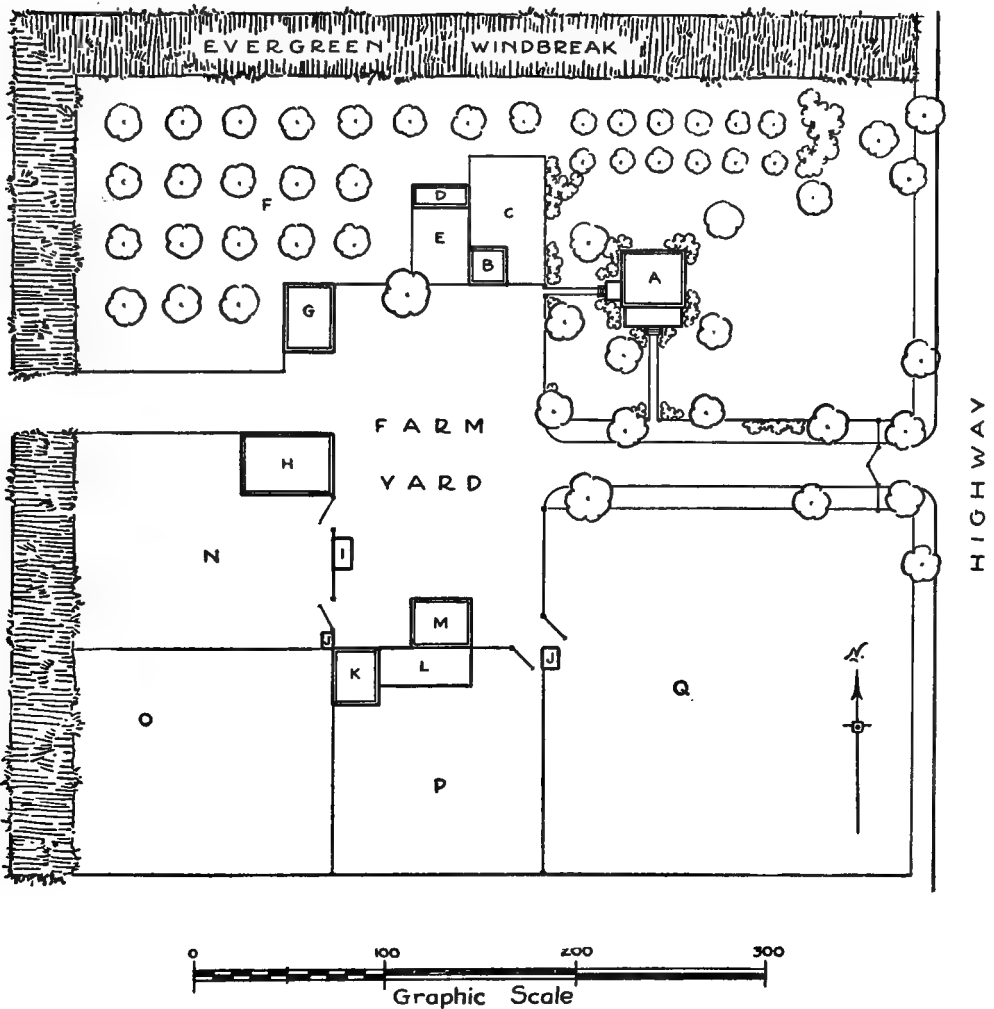 EVERGREEN WINDBREAK
D
F
C
E
B
A
G
FARM
YARD
HIGHWAY
H
N
I
M
J
J
K
L
N.
Q
O
P
0 100 200 300
Graphic Scale